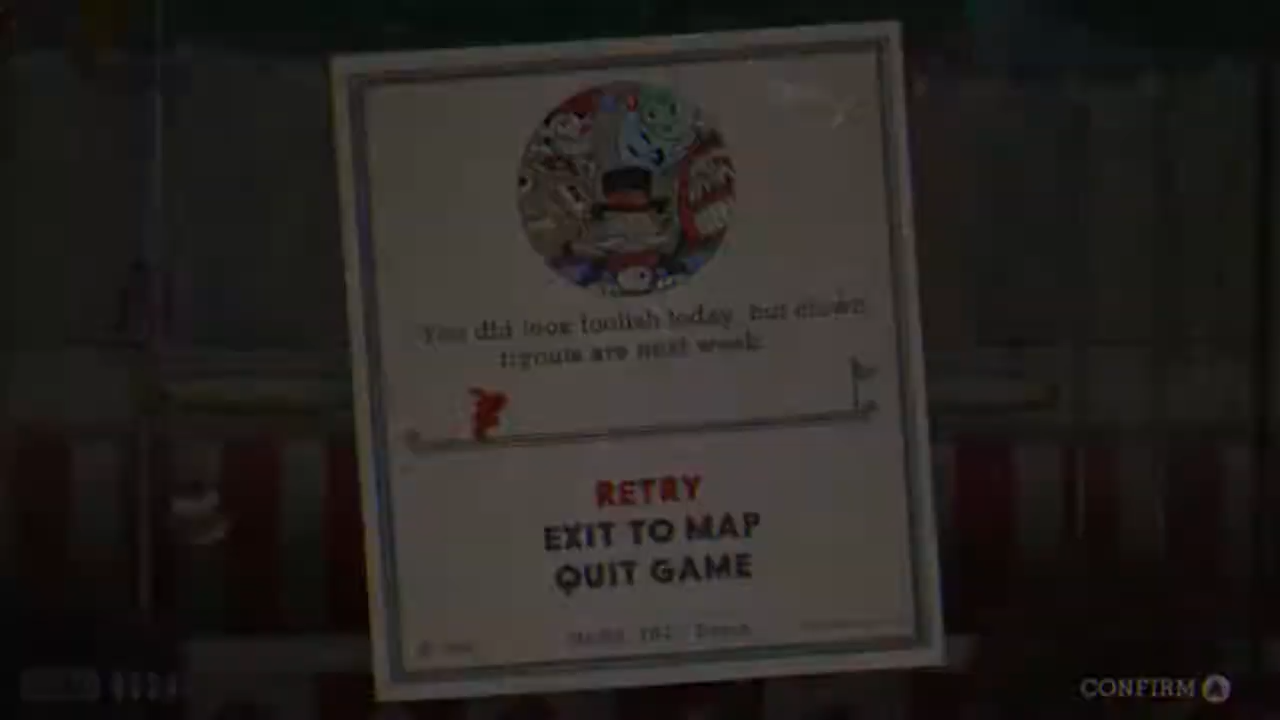 You did look foolish today, but clown
tryouts are next week.
RETRY
EXIT TO MAP
QUIT GAME
CONFIRM